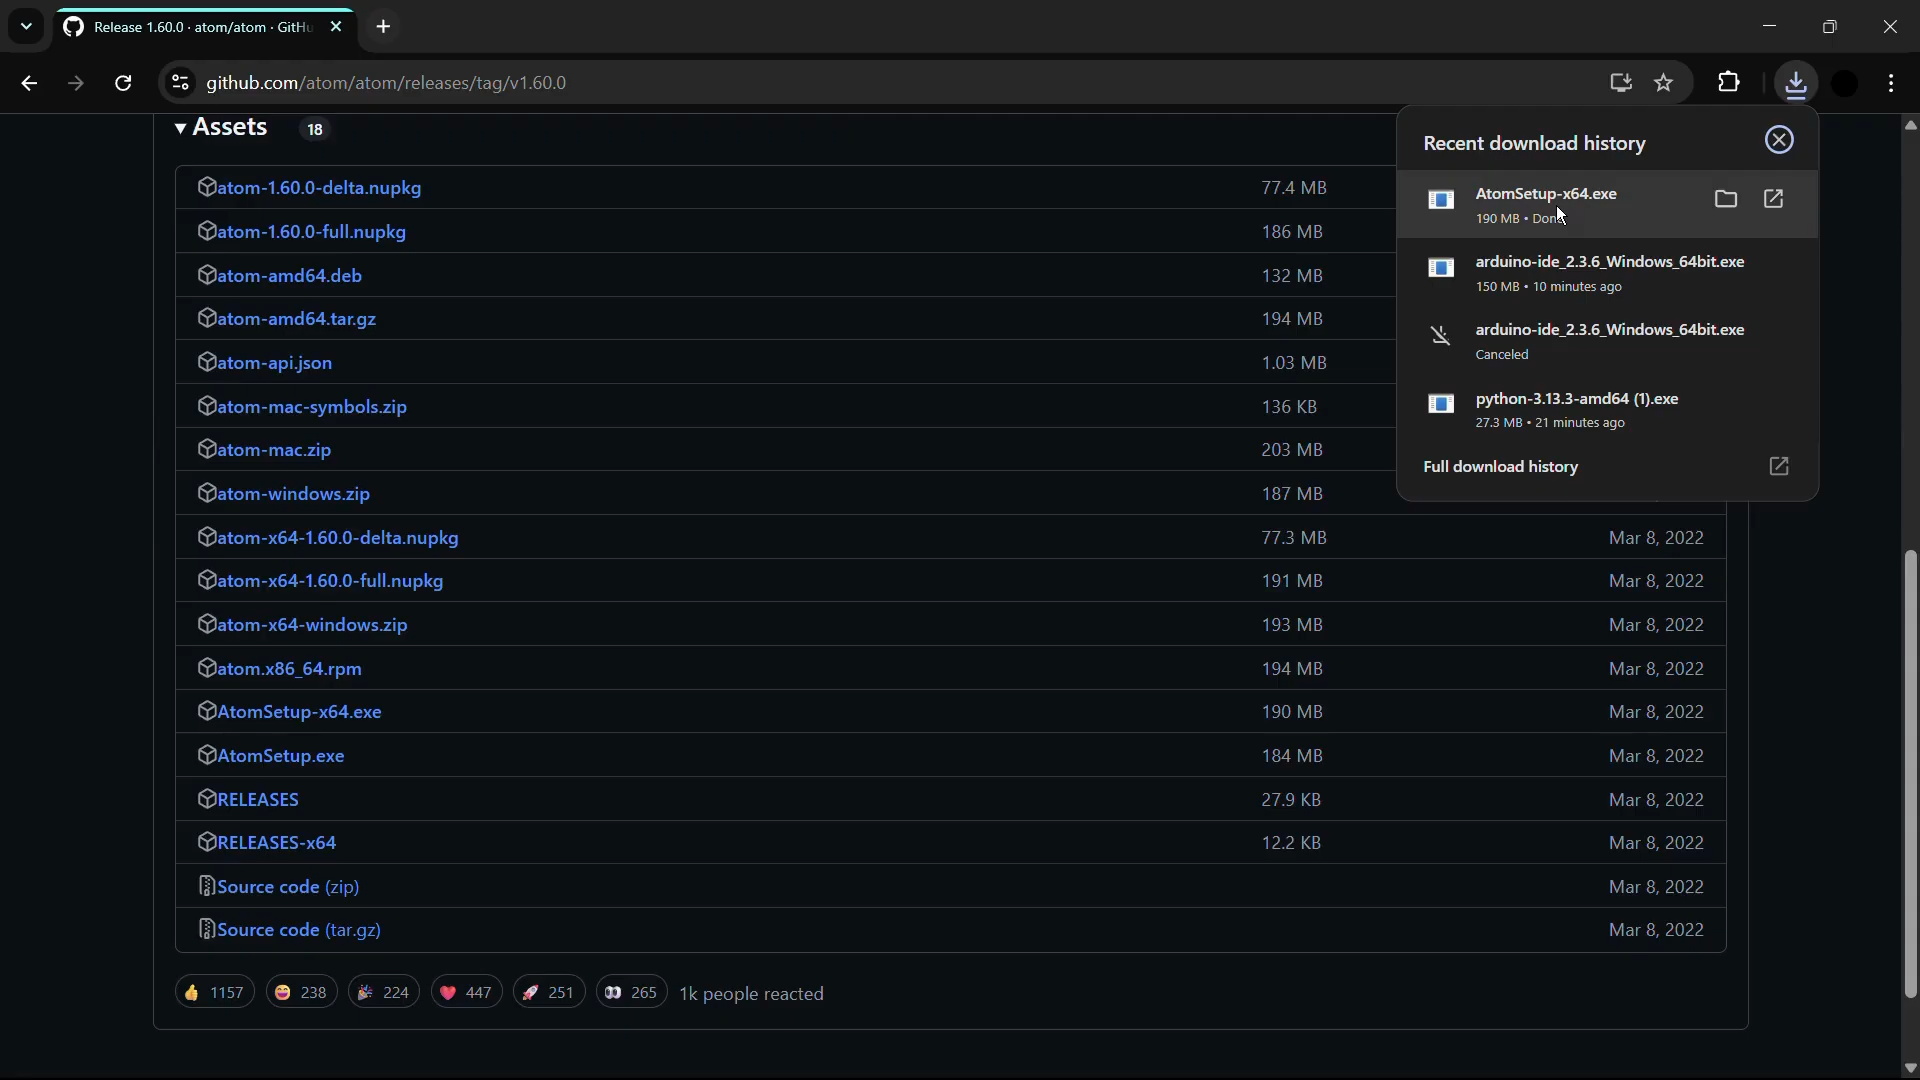 Release 1.60.0 · atom/atom · GitHu
github.com/atom/atom/releases/tag/v1.60.0
Assets 18
atom-1.60.0-delta.nupkg 77.4 MB
atom-1.60.0-full.nupkg 186 MB
atom-amd64.deb 132 MB
atom-amd64.tar.gz 194 MB
atom-api.json 1.03 MB
atom-mac-symbols.zip 136 KB
atom-mac.zip 203 MB
atom-windows.zip 187 MB
atom-x64-1.60.0-delta.nupkg 77.3 MB Mar 8, 2022
atom-x64-1.60.0-full.nupkg 191 MB Mar 8, 2022
atom-x64-windows.zip 193 MB Mar 8, 2022
atom.x86_64.rpm 194 MB Mar 8, 2022
AtomSetup-x64.exe 190 MB Mar 8, 2022
AtomSetup.exe 184 MB Mar 8, 2022
RELEASES 27.9 KB Mar 8, 2022
RELEASES-x64 12.2 KB Mar 8, 2022
Source code (zip) Mar 8, 2022
Source code (tar.gz) Mar 8, 2022
1157 238 224 447 251 265 1k people reacted
Recent download history
AtomSetup-x64.exe
190 MB • Done
arduino-ide_2.3.6_Windows_64bit.exe
150 MB • 10 minutes ago
arduino-ide_2.3.6_Windows_64bit.exe
Canceled
python-3.13.3-amd64 (1).exe
27.3 MB • 21 minutes ago
Full download history